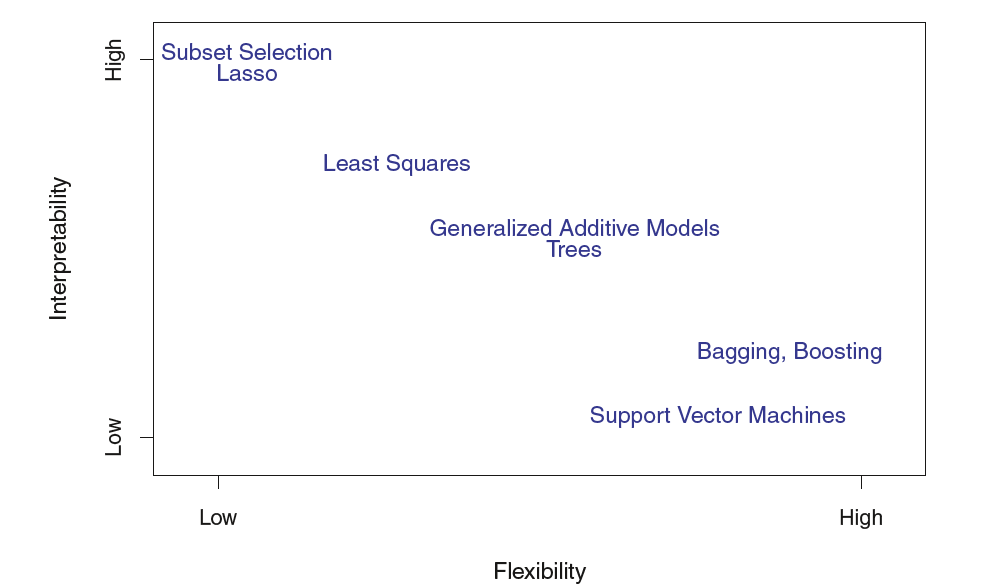 High
Subset Selection
Lasso
Least Squares
Interpretability
Generalized Additive Models
Trees
Bagging, Boosting
Support Vector Machines
Low
Low
High
Flexibility